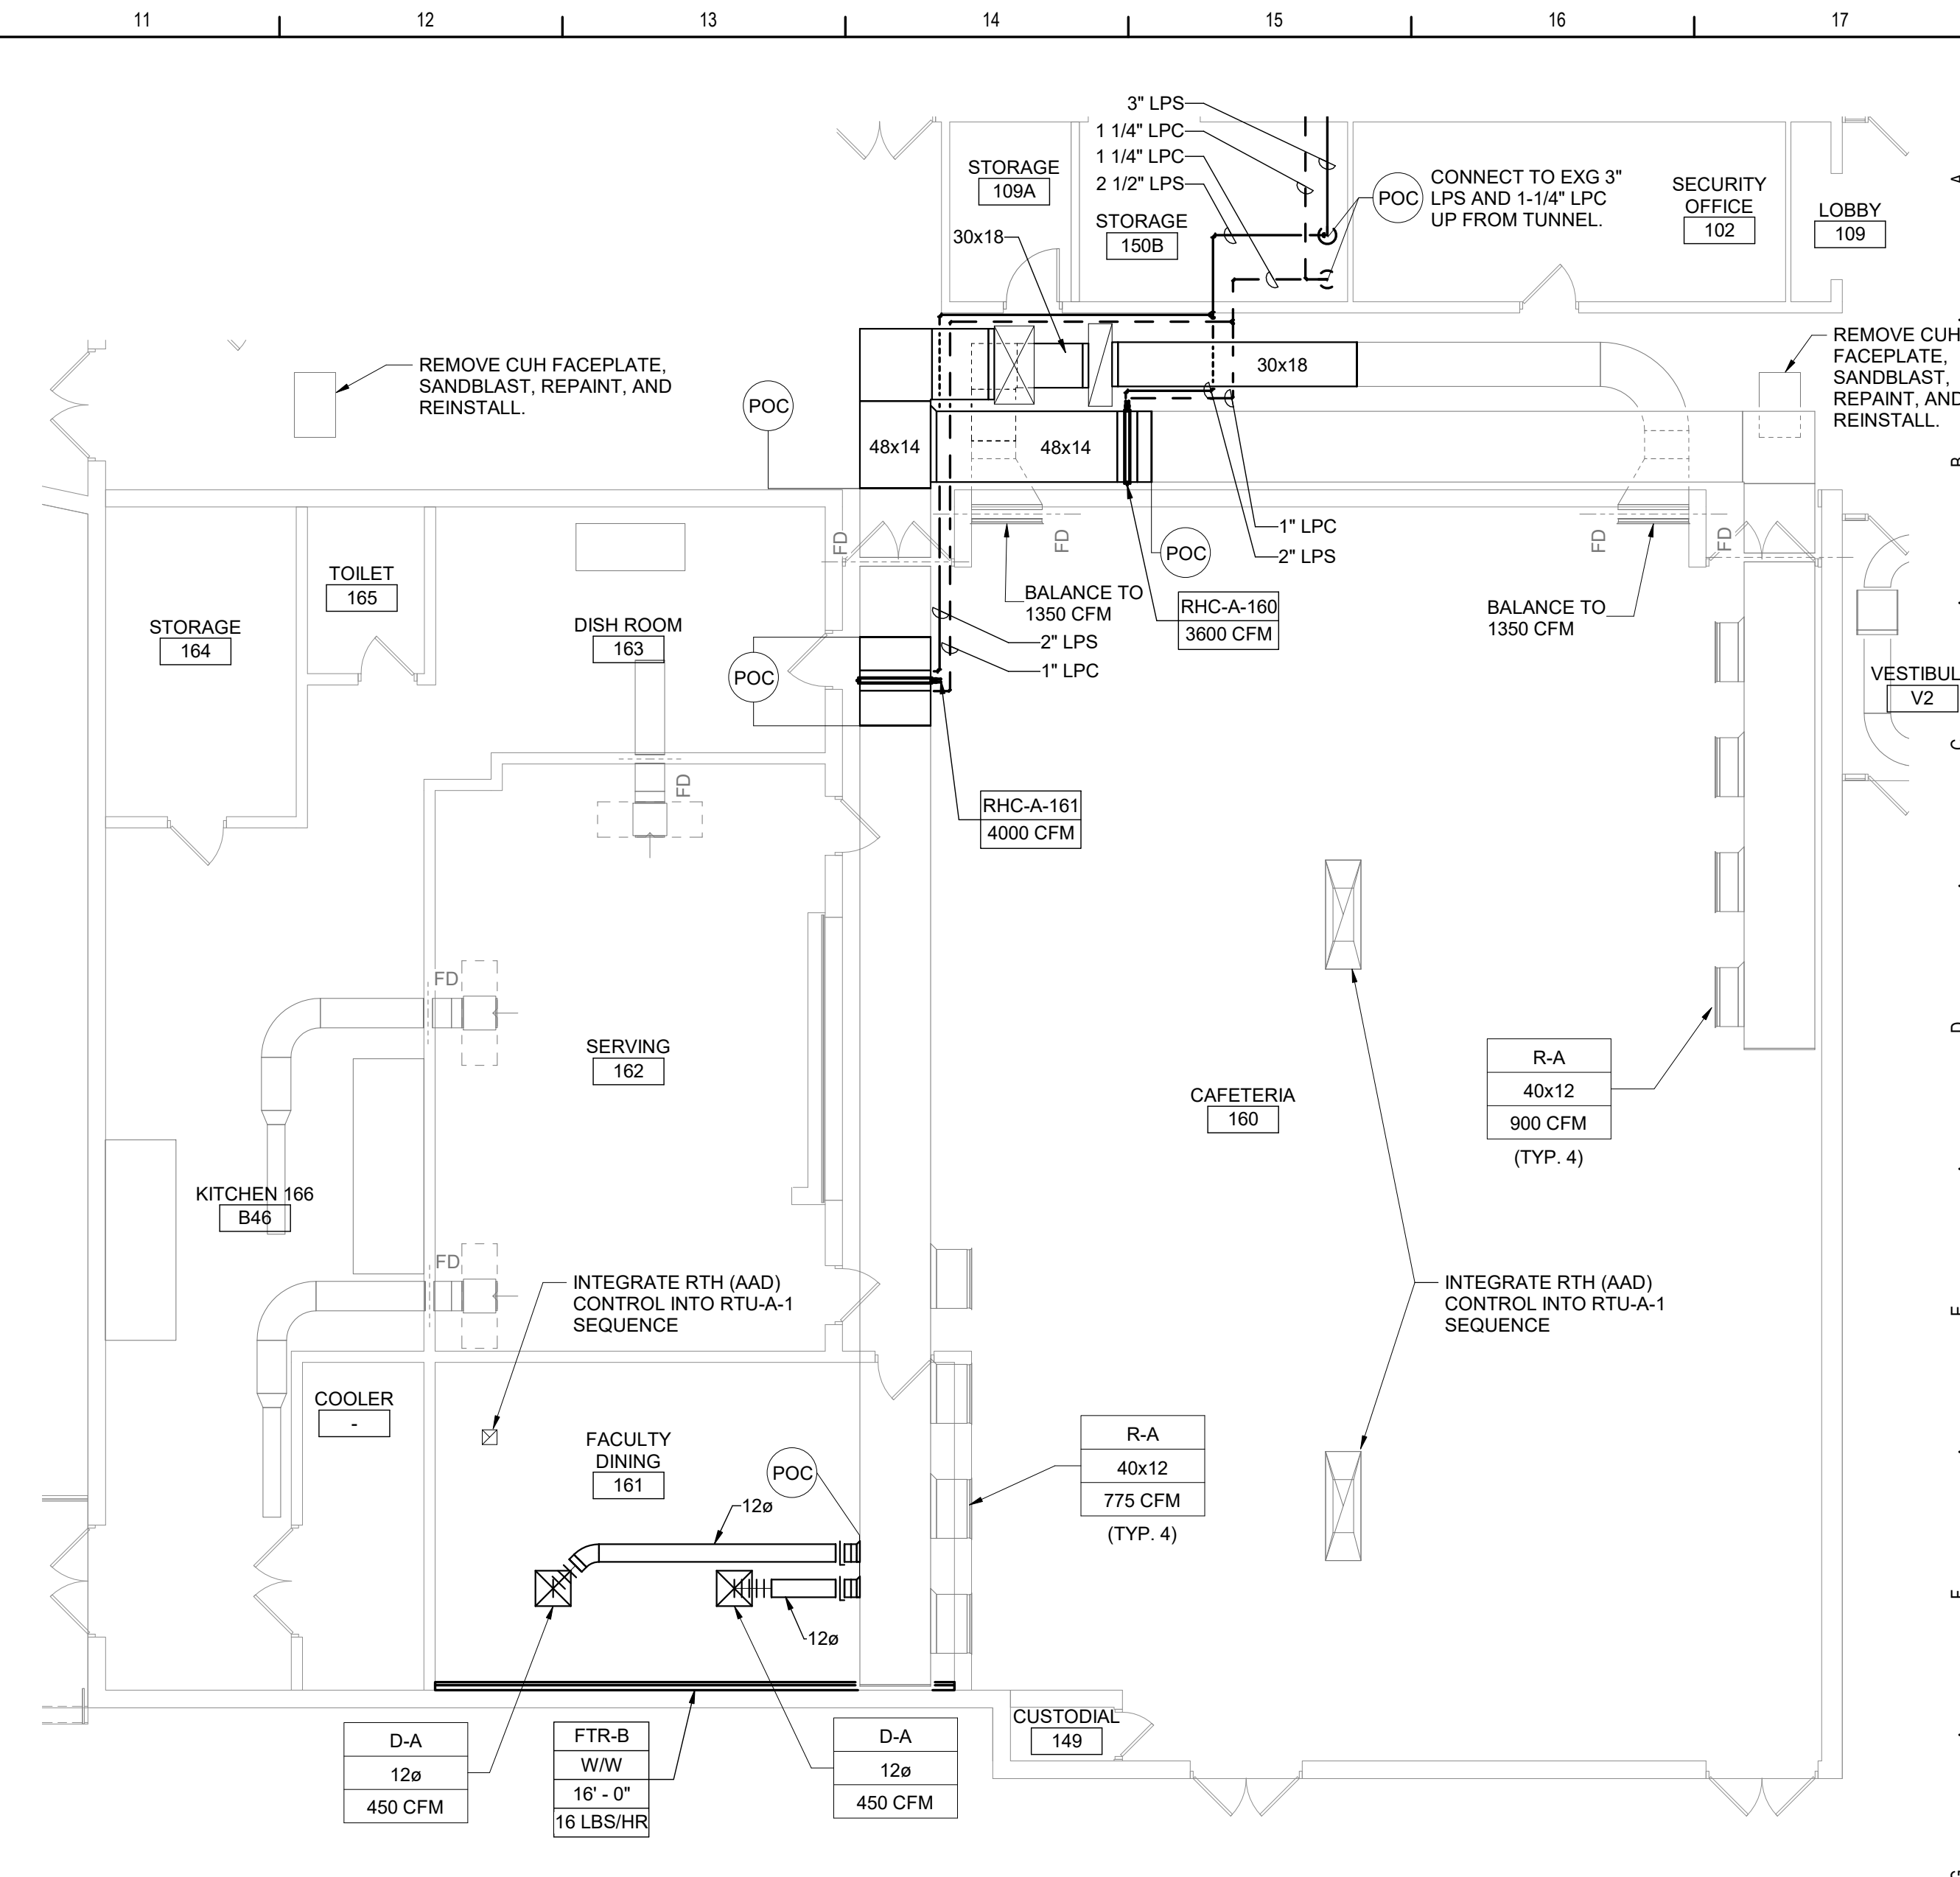 11
12
13
14
15
16
17
3" LPS
1 1/4" LPC
1 1/4" LPC
2 1/2" LPS
STORAGE
109A
STORAGE
150B
30x18
POC
CONNECT TO EXG 3"
LPS AND 1-1/4" LPC
UP FROM TUNNEL.
SECURITY
OFFICE
102
LOBBY
109
A
REMOVE CUH FACEPLATE,
SANDBLAST, REPAINT, AND
REINSTALL.
POC
30x18
REMOVE CUH
FACEPLATE,
SANDBLAST,
REPAINT, AND
REINSTALL.
48x14
48x14
B
FD
FD
FD
FD
1" LPC
2" LPS
POC
TOILET
165
STORAGE
164
DISH ROOM
163
BALANCE TO
1350 CFM
RHC-A-160
3600 CFM
BALANCE TO
1350 CFM
2" LPS
1" LPC
POC
VESTIBUL
V2
C
FD
RHC-A-161
4000 CFM
FD
SERVING
162
D
R-A
40x12
900 CFM
(TYP. 4)
CAFETERIA
160
KITCHEN 166
B46
FD
INTEGRATE RTH (AAD)
CONTROL INTO RTU-A-1
SEQUENCE
INTEGRATE RTH (AAD)
CONTROL INTO RTU-A-1
SEQUENCE
E
COOLER
-
FACULTY
DINING
161
POC
R-A
40x12
775 CFM
(TYP. 4)
12ø
12ø
F
CUSTODIAL
149
D-A
12ø
450 CFM
FTR-B
W/W
16' - 0"
16 LBS/HR
D-A
12ø
450 CFM
G